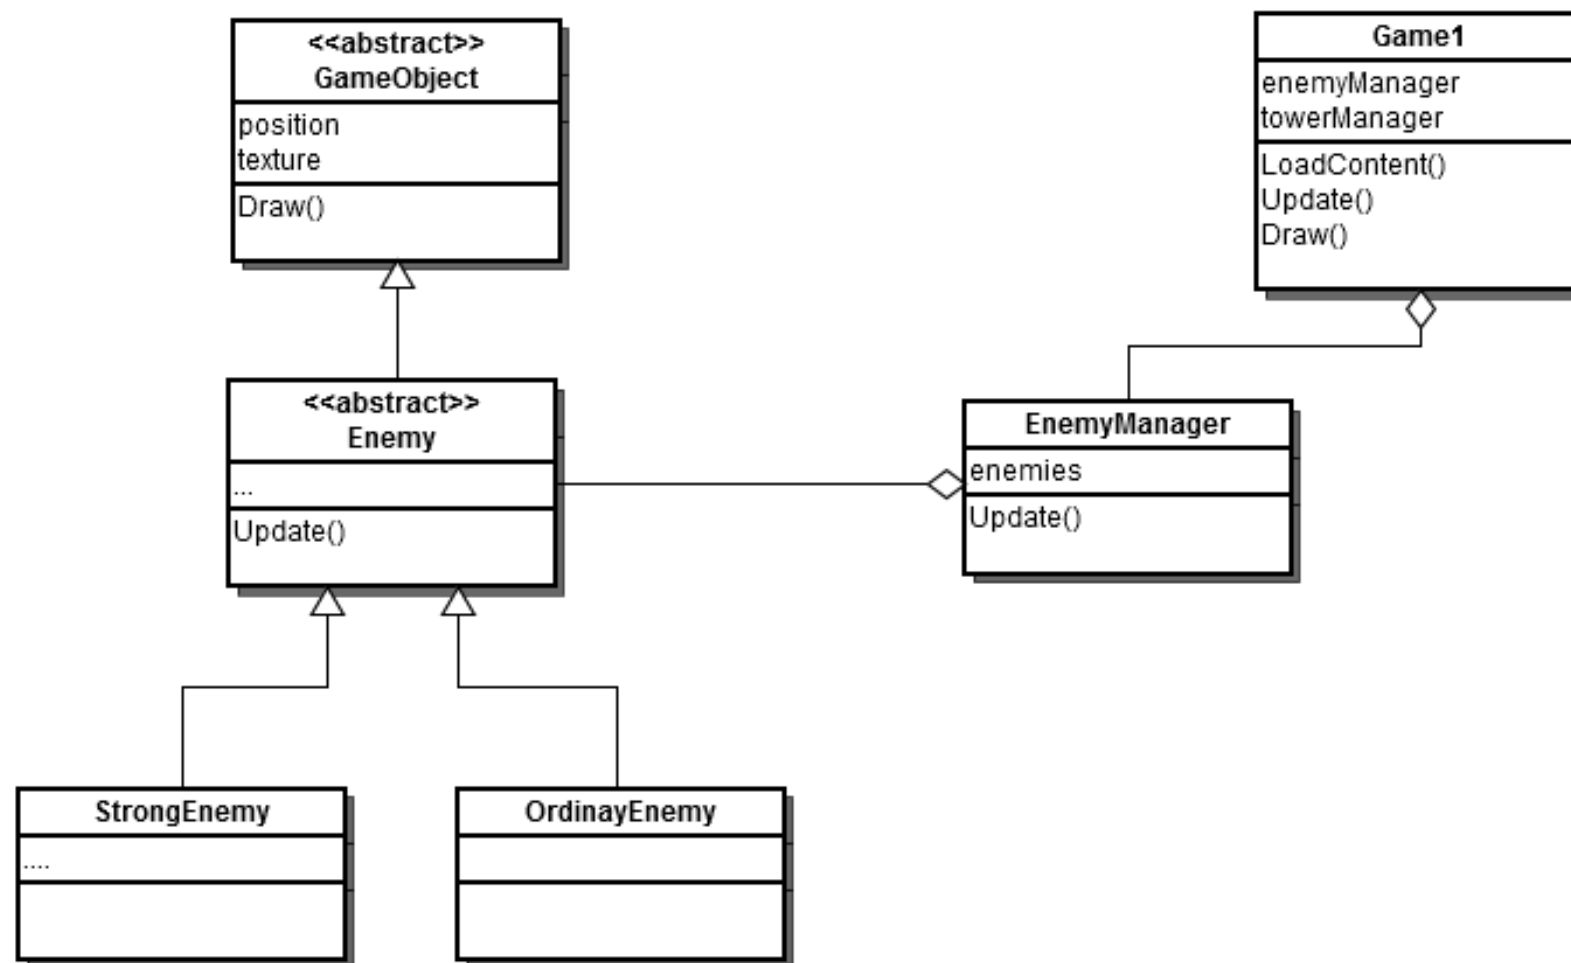 <<abstract>>
GameObject
position
texture
Draw()
Game1
enemyManager
towerManager
LoadContent()
Update()
Draw()
<<abstract>>
Enemy
...
Update()
EnemyManager
enemies
Update()
StrongEnemy
....
OrdinayEnemy